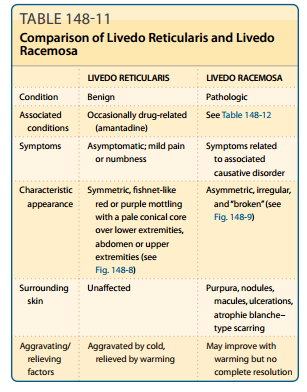 TABLE 148-11
Comparison of Livedo Reticularis and Livedo
Racemosa
LIVEDO RETICULARIS LIVEDO RACEMOSA
Condition Benign Pathologic
Associated Occasionally drug-related See Table 148-12
conditions (amantadine)
Symptoms Asymptomatic; mild pain Symptoms related
or numbness to associated
causative disorder
Characteristic Symmetric, fishnet-like Asymmetric, irregular,
appearance red or purple mottling and “broken” (see
with a pale conical core Fig. 148-9)
over lower extremities,
abdomen or upper
extremities (see
Fig. 148-8)
Surrounding Unaffected Purpura, nodules,
skin macules, ulcerations,
atrophie blanche–
type scarring
Aggravating/ Aggravated by cold, May improve with
relieving relieved by warming warming but no
factors complete resolution